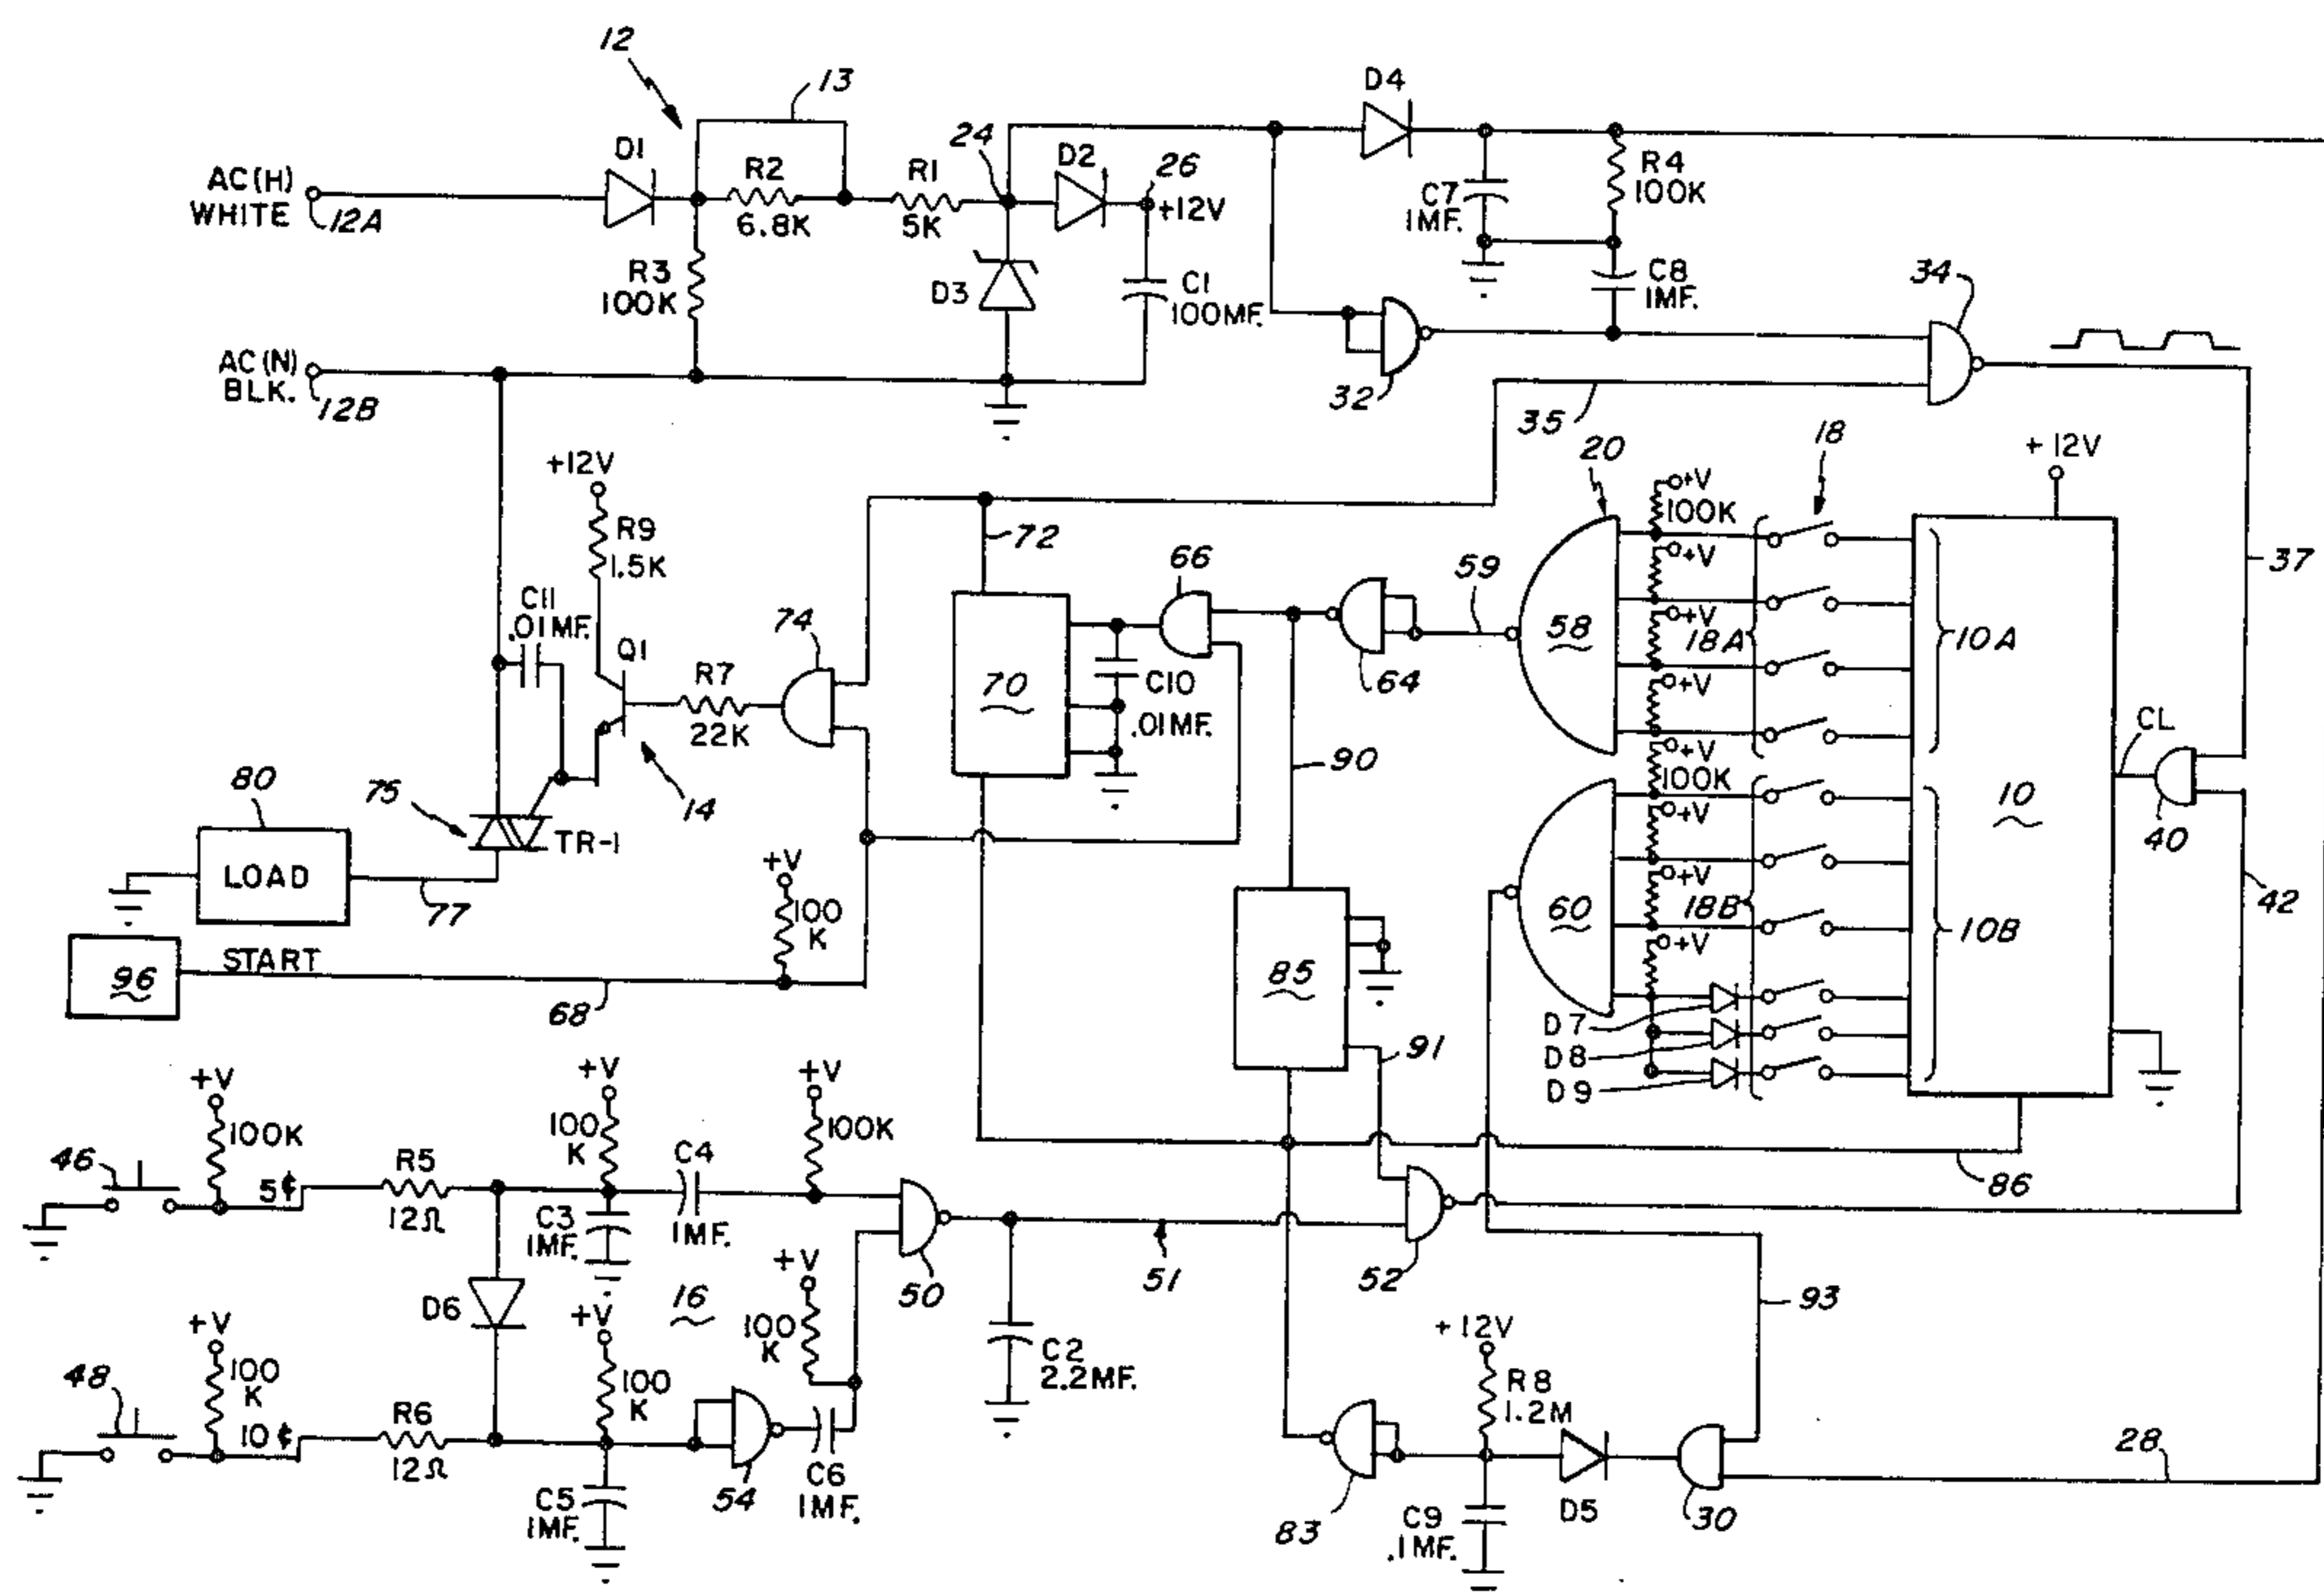 12
13
D4
24
D1
R2
R1
D2
26
R4
100K
AC(H)
WHITE
12A
6.8K
5K
+12V
C7
1MF.
R3
100K
D3
C1
100MF.
C8
1MF.
34
AC(N)
BLK.
12B
32
35
+12V
20
18
+12V
+V
100K
R9
1.5K
72
66
59
+V
37
C11
.01MF.
74
58
18A
+V
10A
Q1
R7
22K
70
C10
.01MF.
64
+V
CL
+V
100K
90
10
80
75
14
TR-1
+V
40
LOAD
77
+V
100
K
60
18B
+V
10B
42
96
START
68
85
+V
D7
D8
D9
91
+V
100K
+V
100
K
+V
100K
46
5¢
R5
12Ω
C4
1MF.
C3
1MF.
86
+V
50
51
52
D6
16
+V
100
K
93
+V
100
K
C2
2.2MF.
+12V
R8
1.2M
48
10¢
R6
12Ω
100
K
28
C5
1MF.
54
C6
1MF.
83
C9
.1MF.
D5
30